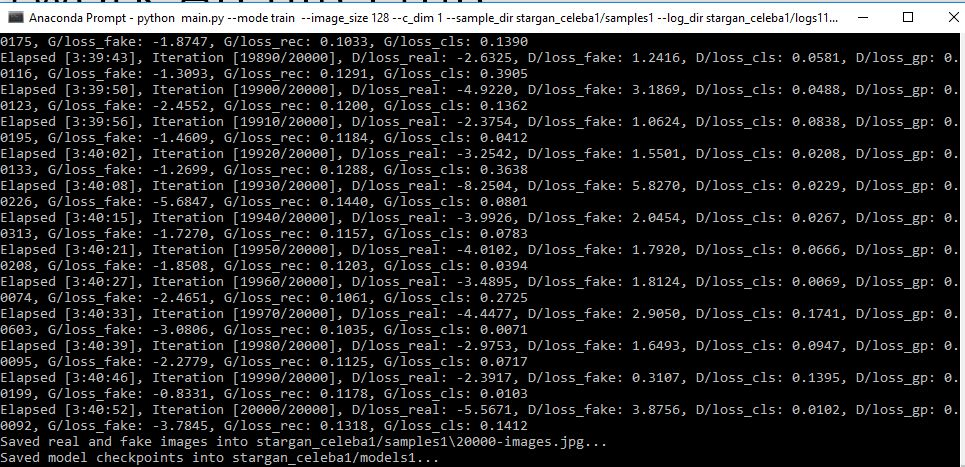 Anaconda Prompt - python main.py --mode train --image_size 128 --c_dim 1 --sample_dir stargan_celeba1/samples1 --log_dir stargan_celeba1/logs11...
0175, G/loss_fake: -1.8747, G/loss_rec: 0.1033, G/loss_cls: 0.1390
Elapsed [3:39:43], Iteration [19890/20000], D/loss_real: -2.6325, D/loss_fake: 1.2416, D/loss_cls: 0.0581, D/loss_gp: 0.
0116, G/loss_fake: -1.3093, G/loss_rec: 0.1291, G/loss_cls: 0.3905
Elapsed [3:39:50], Iteration [19900/20000], D/loss_real: -4.9220, D/loss_fake: 3.1869, D/loss_cls: 0.0488, D/loss_gp: 0.
0123, G/loss_fake: -2.4552, G/loss_rec: 0.1200, G/loss_cls: 0.1362
Elapsed [3:39:56], Iteration [19910/20000], D/loss_real: -2.3754, D/loss_fake: 1.0624, D/loss_cls: 0.0838, D/loss_gp: 0.
0195, G/loss_fake: -1.4609, G/loss_rec: 0.1184, G/loss_cls: 0.0412
Elapsed [3:40:02], Iteration [19920/20000], D/loss_real: -3.2542, D/loss_fake: 1.5501, D/loss_cls: 0.0208, D/loss_gp: 0.
0133, G/loss_fake: -1.2699, G/loss_rec: 0.1288, G/loss_cls: 0.3638
Elapsed [3:40:08], Iteration [19930/20000], D/loss_real: -8.2504, D/loss_fake: 5.8270, D/loss_cls: 0.0229, D/loss_gp: 0.
0226, G/loss_fake: -5.6847, G/loss_rec: 0.1440, G/loss_cls: 0.0801
Elapsed [3:40:15], Iteration [19940/20000], D/loss_real: -3.9926, D/loss_fake: 2.0454, D/loss_cls: 0.0267, D/loss_gp: 0.
0313, G/loss_fake: -1.7270, G/loss_rec: 0.1157, G/loss_cls: 0.0783
Elapsed [3:40:21], Iteration [19950/20000], D/loss_real: -4.0102, D/loss_fake: 1.7920, D/loss_cls: 0.0666, D/loss_gp: 0.
0208, G/loss_fake: -1.8508, G/loss_rec: 0.1203, G/loss_cls: 0.0394
Elapsed [3:40:27], Iteration [19960/20000], D/loss_real: -3.4895, D/loss_fake: 1.8124, D/loss_cls: 0.0069, D/loss_gp: 0.
0074, G/loss_fake: -2.4651, G/loss_rec: 0.1061, G/loss_cls: 0.2725
Elapsed [3:40:33], Iteration [19970/20000], D/loss_real: -4.4477, D/loss_fake: 2.9050, D/loss_cls: 0.1741, D/loss_gp: 0.
0603, G/loss_fake: -3.0806, G/loss_rec: 0.1035, G/loss_cls: 0.0071
Elapsed [3:40:39], Iteration [19980/20000], D/loss_real: -2.9753, D/loss_fake: 1.6493, D/loss_cls: 0.0947, D/loss_gp: 0.
0095, G/loss_fake: -2.2779, G/loss_rec: 0.1125, G/loss_cls: 0.0717
Elapsed [3:40:46], Iteration [19990/20000], D/loss_real: -2.3917, D/loss_fake: 0.3107, D/loss_cls: 0.1395, D/loss_gp: 0.
0199, G/loss_fake: -0.8331, G/loss_rec: 0.1178, G/loss_cls: 0.0103
Elapsed [3:40:52], Iteration [20000/20000], D/loss_real: -5.5671, D/loss_fake: 3.8756, D/loss_cls: 0.0102, D/loss_gp: 0.
0092, G/loss_fake: -3.7845, G/loss_rec: 0.1318, G/loss_cls: 0.1412
Saved real and fake images into stargan_celeba1/samples1\20000-images.jpg...
Saved model checkpoints into stargan_celeba1/models1...